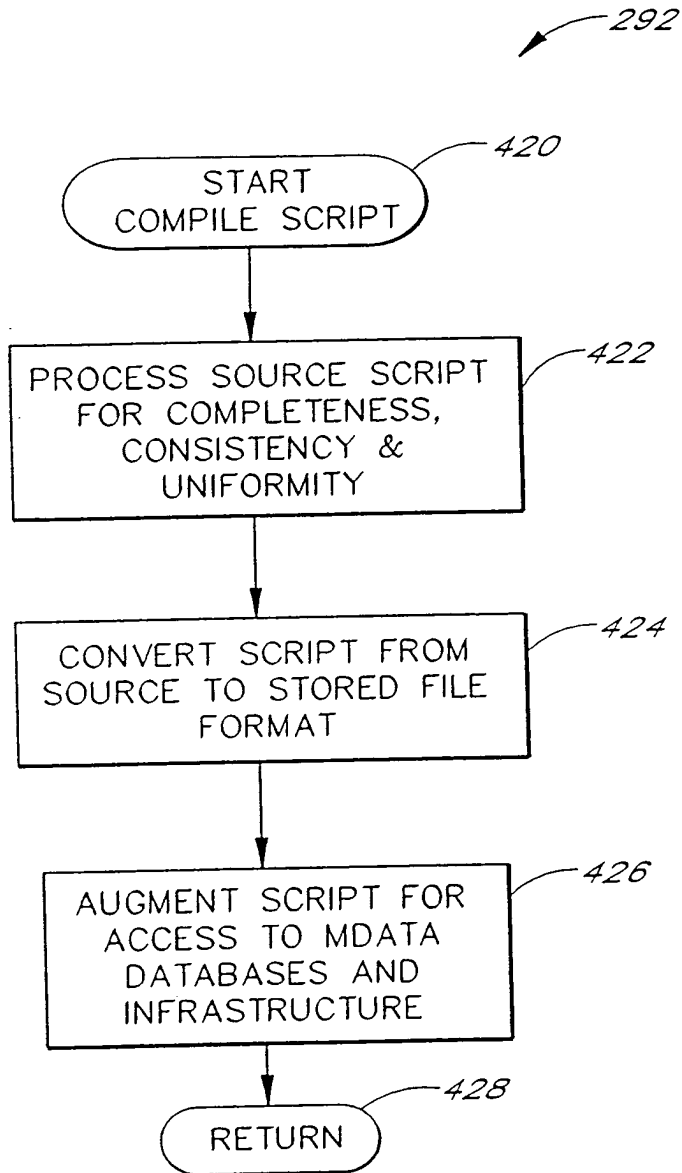 292
420
START
COMPILE SCRIPT
422
PROCESS SOURCE SCRIPT
FOR COMPLETENESS,
CONSISTENCY &
UNIFORMITY
424
CONVERT SCRIPT FROM
SOURCE TO STORED FILE
FORMAT
426
AUGMENT SCRIPT FOR
ACCESS TO MDATA
DATABASES AND
INFRASTRUCTURE
428
RETURN